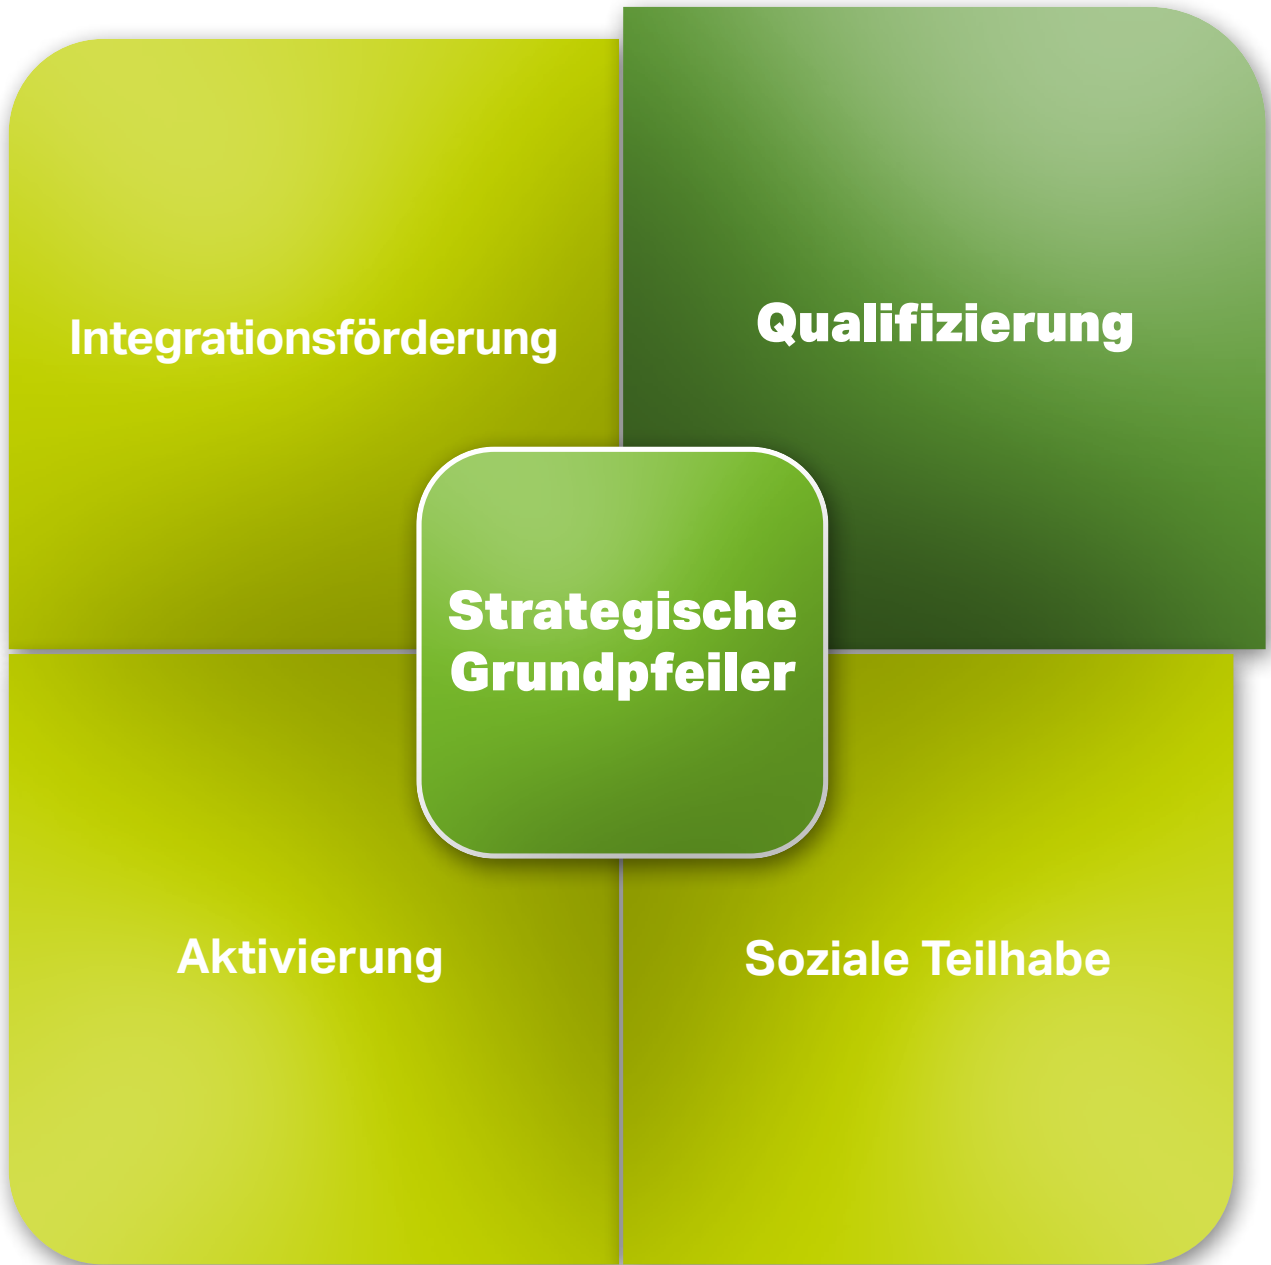 Integrationsförderung
Qualifizierung
Strategische
Grundpfeiler
Aktivierung
Soziale Teilhabe